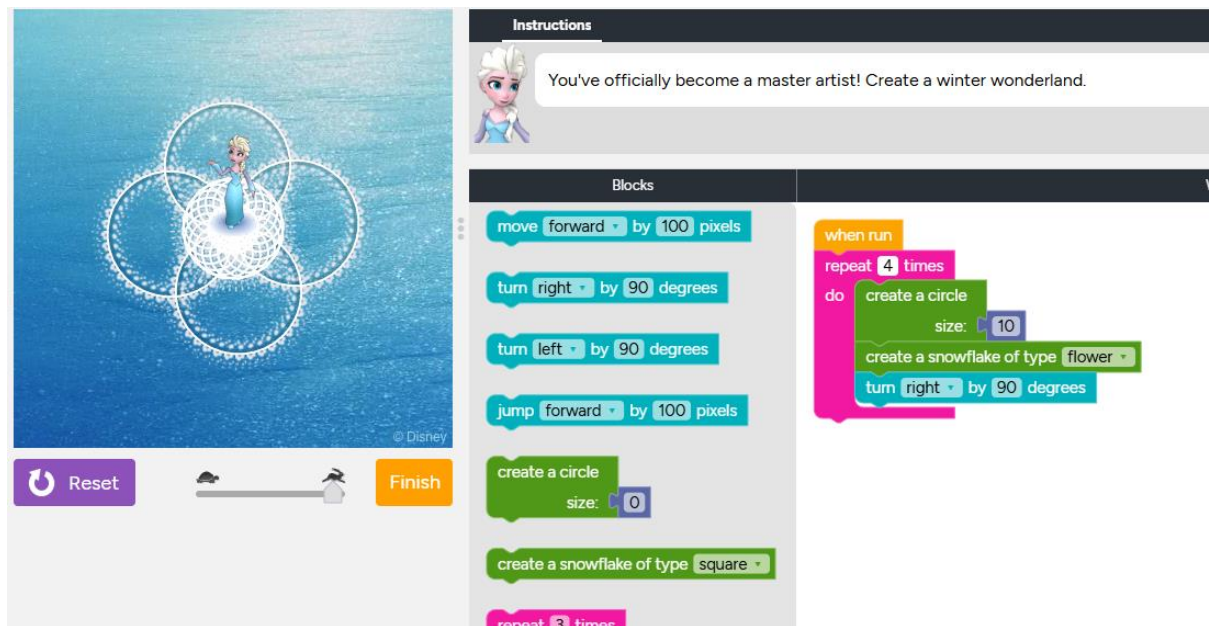 Instructions
You've officially become a master artist! Create a winter wonderland.
© Disney
Reset
Finish
Blocks
move forward by 100 pixels
turn right by 90 degrees
turn left by 90 degrees
jump forward by 100 pixels
create a circle
size: 0
create a snowflake of type square
repeat 3 times
when run
repeat 4 times
do create a circle
size: 10
create a snowflake of type flower
turn right by 90 degrees